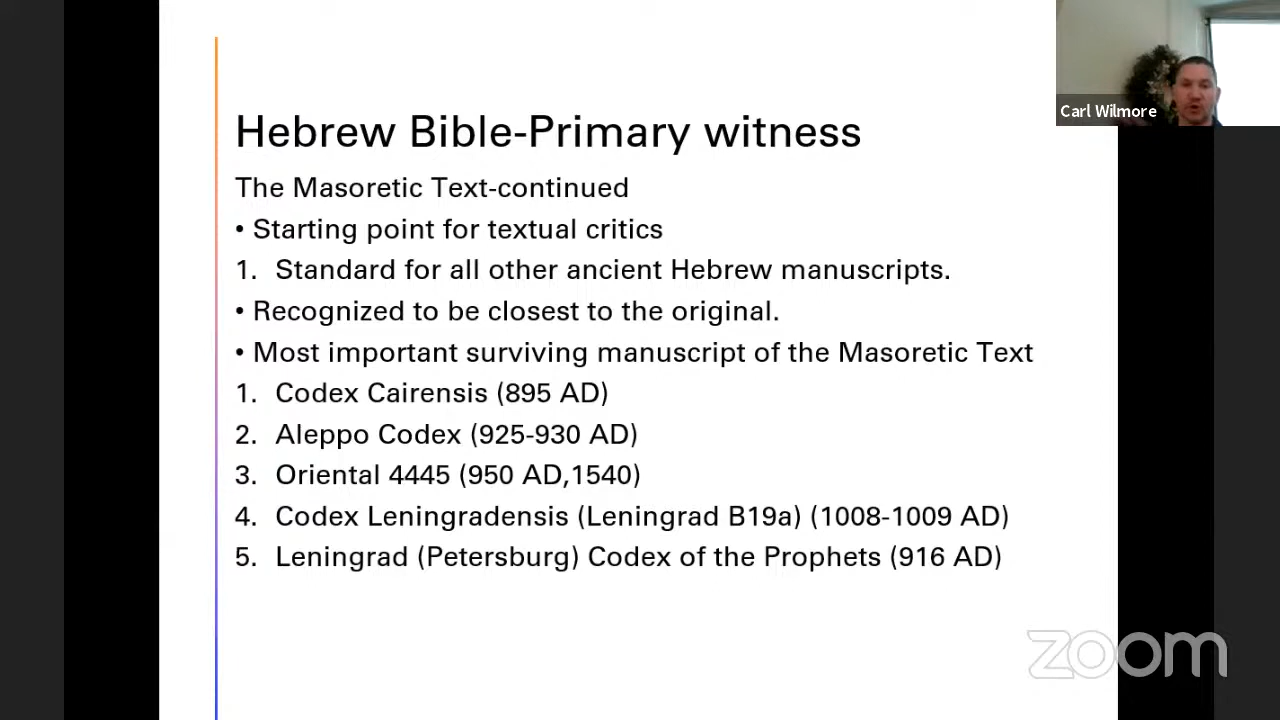 Hebrew Bible-Primary witness
The Masoretic Text-continued
• Starting point for textual critics
1. Standard for all other ancient Hebrew manuscripts.
• Recognized to be closest to the original.
• Most important surviving manuscript of the Masoretic Text
1. Codex Cairensis (895 AD)
2. Aleppo Codex (925-930 AD)
3. Oriental 4445 (950 AD,1540)
4. Codex Leningradensis (Leningrad B19a) (1008-1009 AD)
5. Leningrad (Petersburg) Codex of the Prophets (916 AD)
Carl Wilmore
zoom